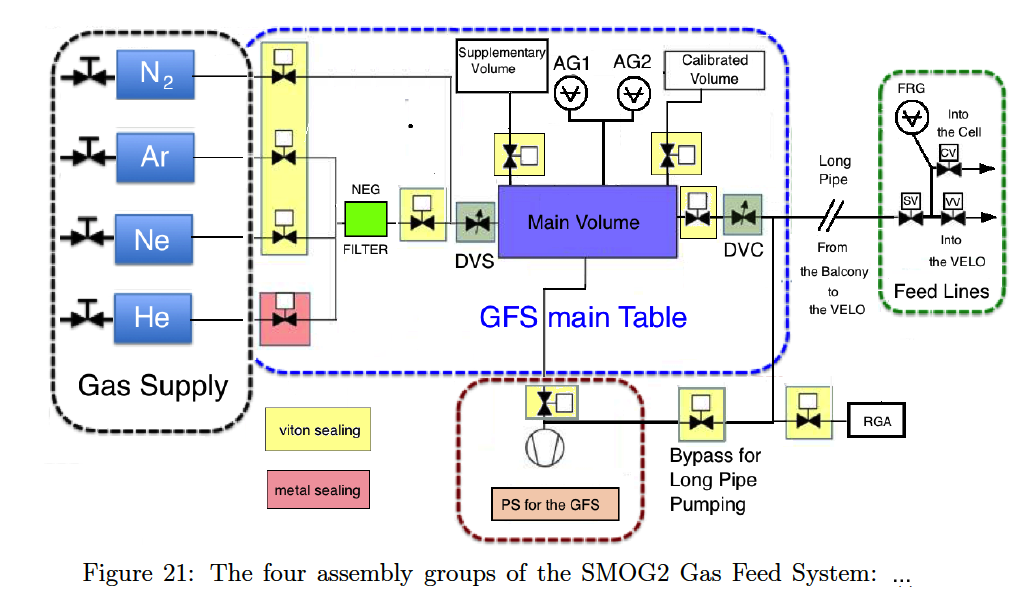 N2
Ar
Ne
He
Gas Supply
viton sealing
metal sealing
NEG
FILTER
DVS
Supplementary
Volume
AG1
AG2
Calibrated
Volume
Main Volume
DVC
GFS main Table
PS for the GFS
Bypass for
Long Pipe
Pumping
RGA
Long
Pipe
From
the Balcony
to
the VELO
FRG
Into
the Cell
CV
SV
VV
Into
the VELO
Feed Lines
Figure 21: The four assembly groups of the SMOG2 Gas Feed System: ...